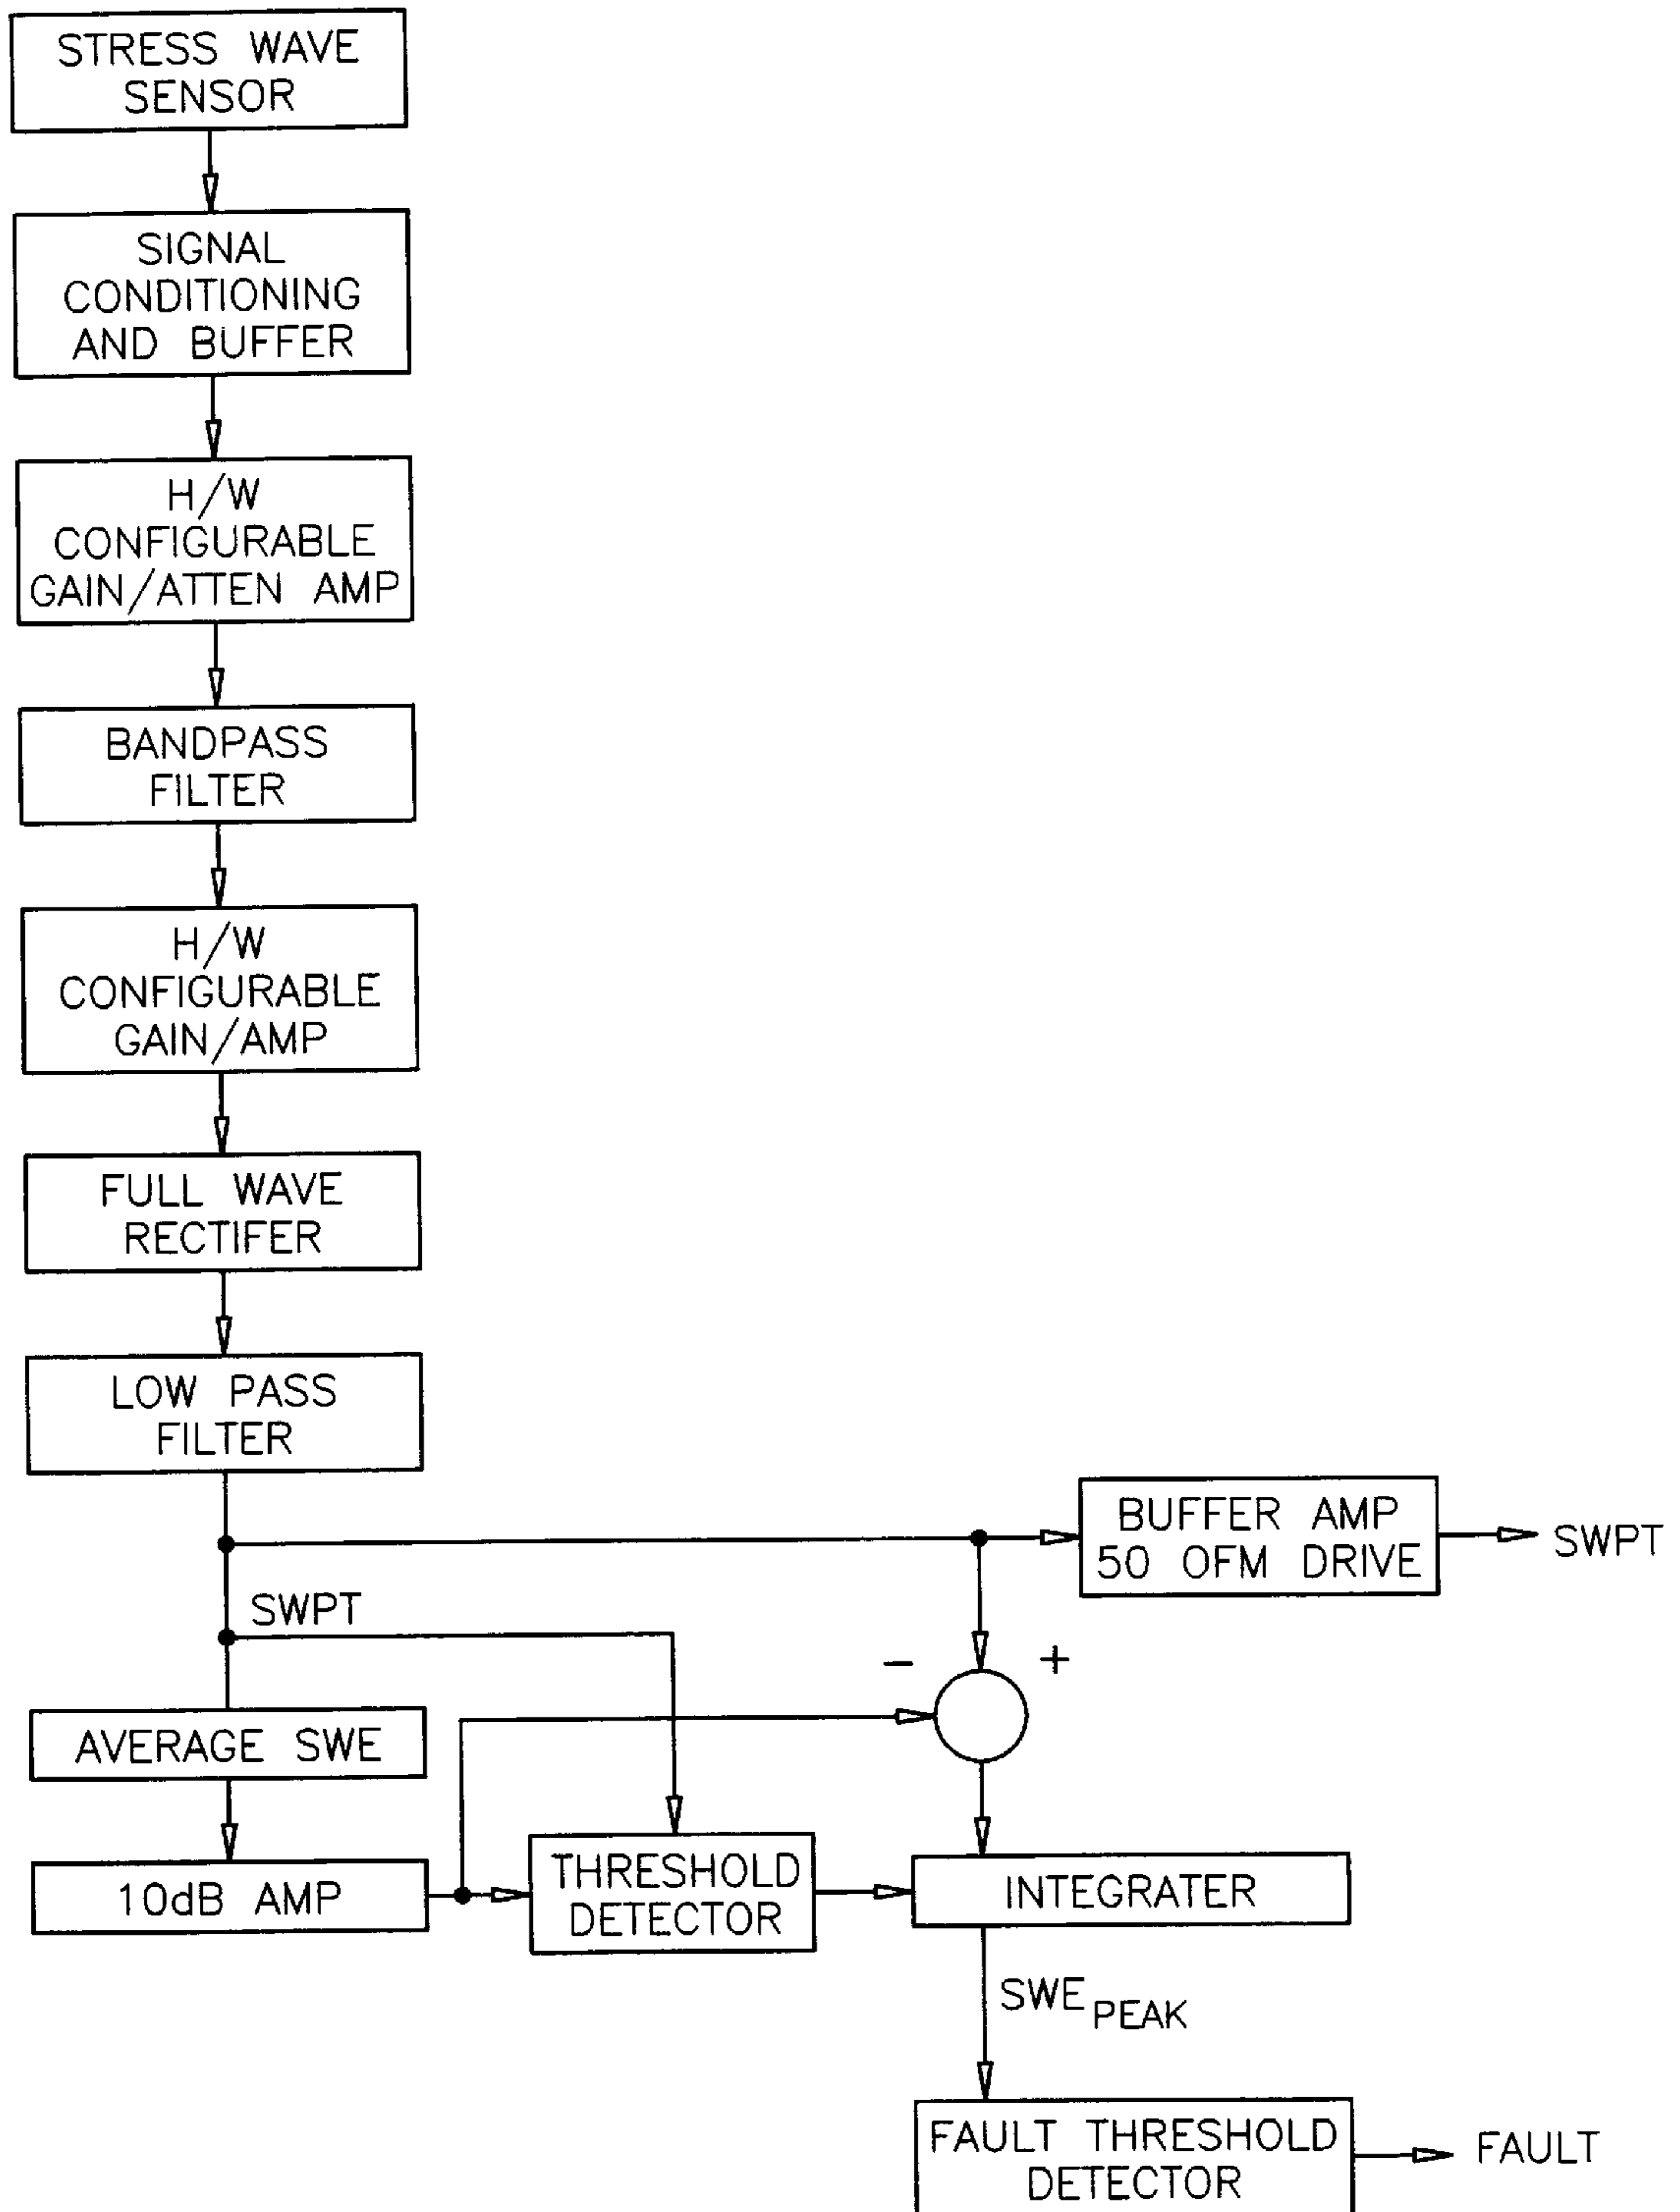 STRESS WAVE
SENSOR
SIGNAL
CONDITIONING
AND BUFFER
H/W
CONFIGURABLE
GAIN/ATTEN AMP
BANDPASS
FILTER
H/W
CONFIGURABLE
GAIN/AMP
FULL WAVE
RECTIFER
LOW PASS
FILTER
BUFFER AMP
50 OFM DRIVE
SWPT
SWPT
- +
AVERAGE SWE
10dB AMP
THRESHOLD
DETECTOR
INTEGRATER
SWE PEAK
FAULT THRESHOLD
DETECTOR
FAULT